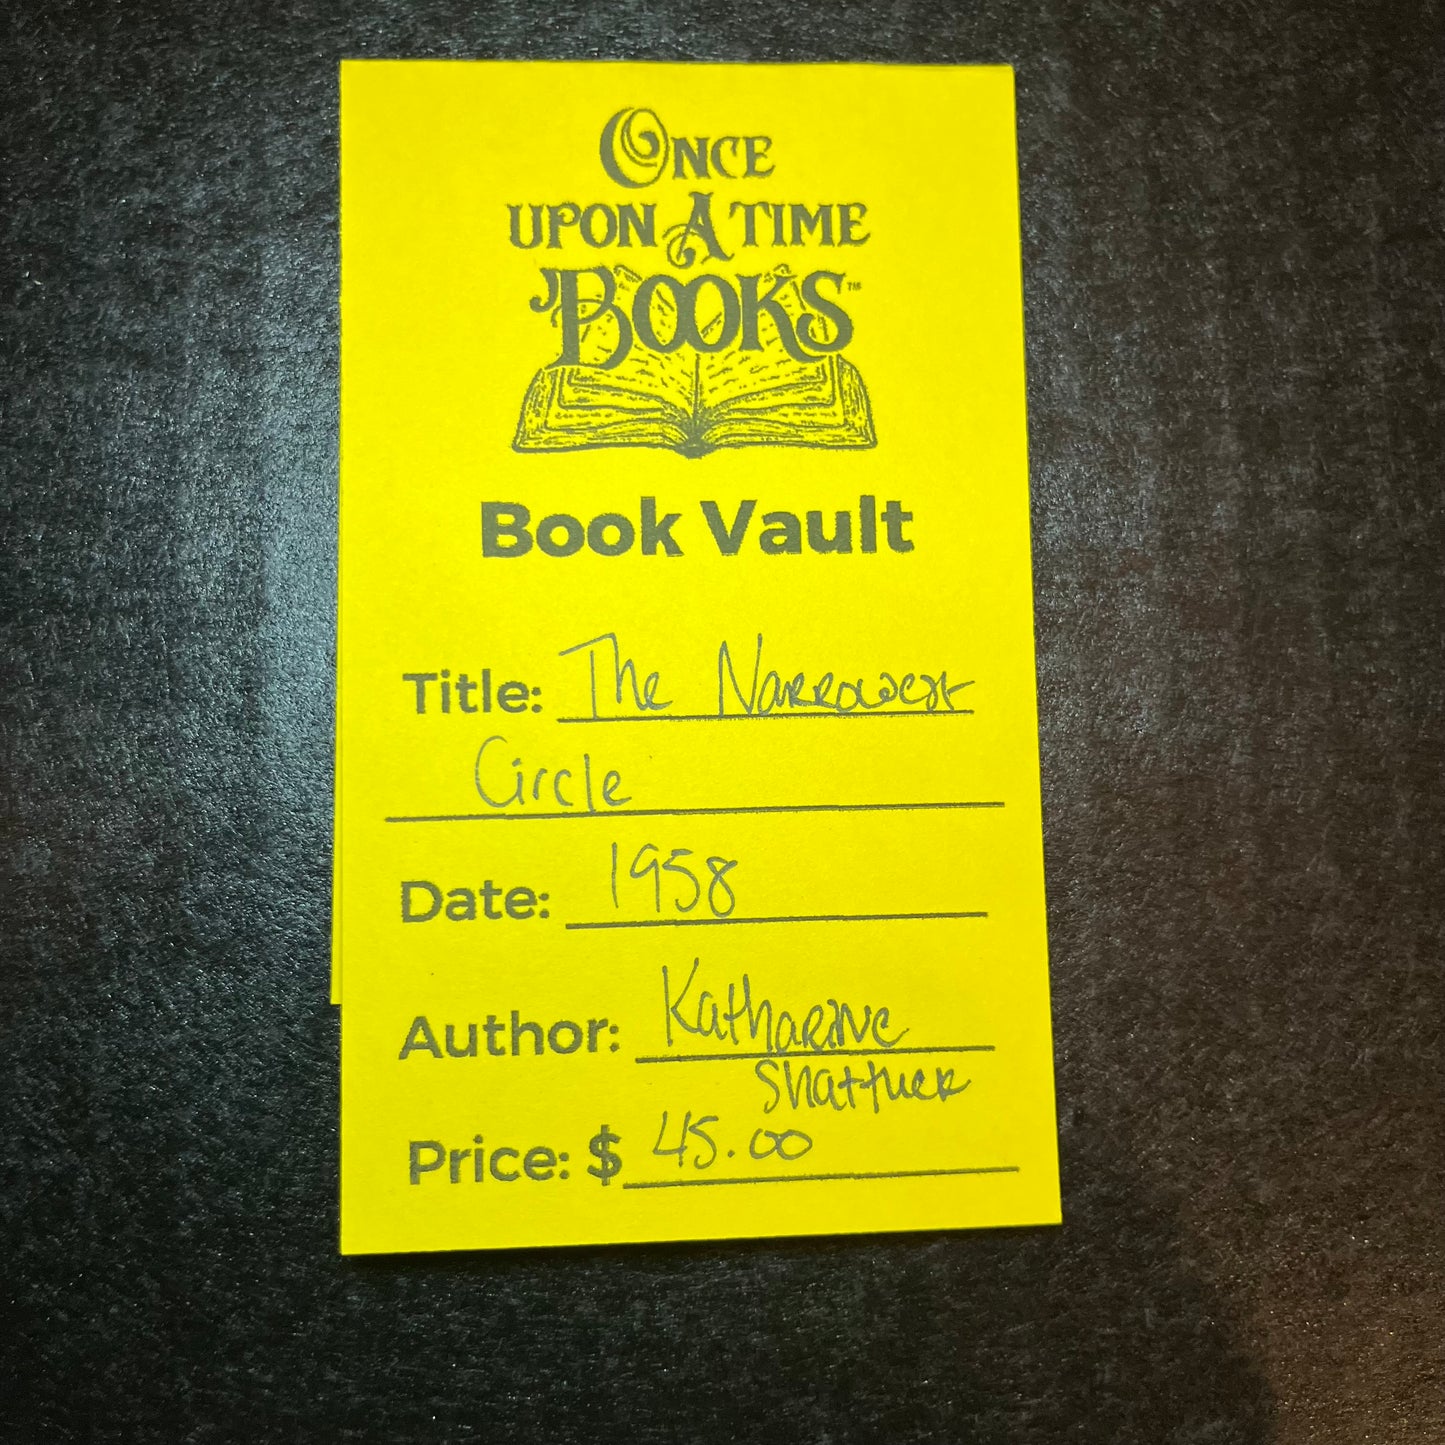 ONCE
UPON A TIME
BOOKS™
Book Vault
Title: The Narrowest
Circle
Date: 1958
Author: Katharine
Shattuck
Price: $ 45.00